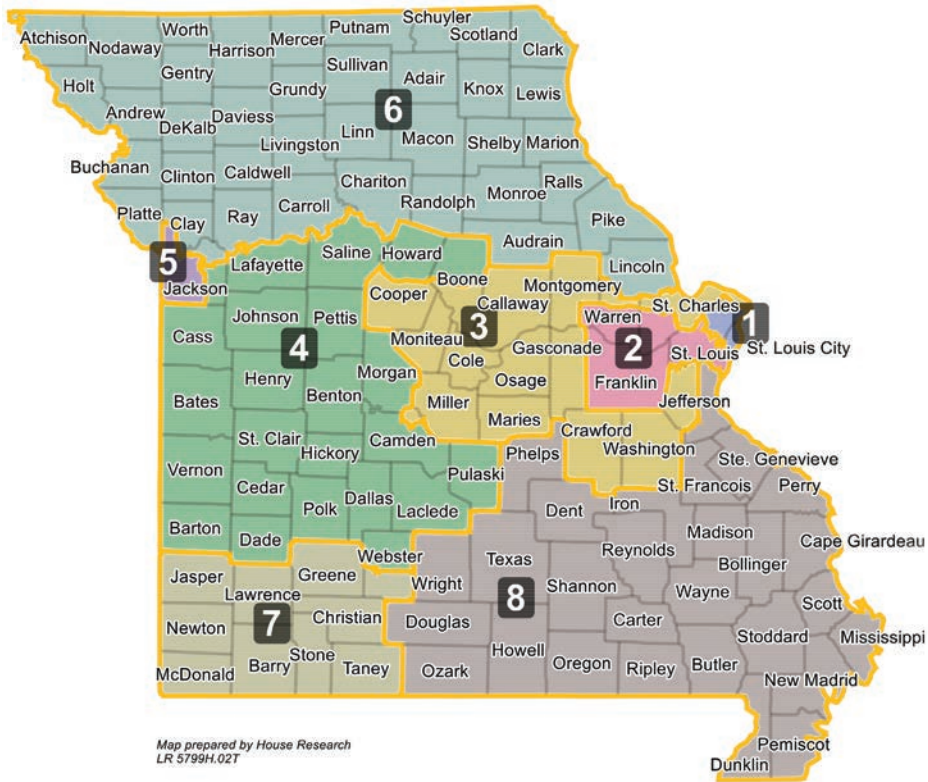 Schuyler
Putnam
Worth
Scotland
Atchison
Mercer
Nodaway
Harrison
Clark
Sullivan
Gentry
Adair
Holt
Grundy
Knox
Lewis
6
Andrew
Daviess
DeKalb
Linn
Macon
Livingston
Shelby
Marion
Buchanan
Caldwell
Clinton
Chariton
Ralls
Monroe
Randolph
Carroll
Platte
Ray
Clay
Pike
Audrain
Saline
Howard
5
Lafayette
Lincoln
Boone
Jackson
Montgomery
Cooper
Callaway
St. Charles
Johnson
Pettis
Warren
1
3
Cass
Moniteau
4
Gasconade
2
St. Louis City
St. Louis
Cole
Morgan
Henry
Osage
Franklin
Benton
Bates
Miller
Jefferson
Maries
Crawford
St. Clair
Camden
Hickory
Washington
Phelps
Ste. Genevieve
Vernon
Pulaski
Cedar
St. Francois
Perry
Dallas
Polk
Laclede
Iron
Dent
Barton
Madison
Dade
Cape Girardeau
Reynolds
Webster
Texas
Bollinger
Jasper
Greene
Wright
Shannon
Lawrence
Wayne
8
Scott
Christian
7
Douglas
Carter
Newton
Stoddard
Mississippi
Howell
Stone
Barry
Oregon
Ripley
Butler
McDonald
Taney
Ozark
New Madrid
Map prepared by House Research
LR 5799H.02T
Pemiscot
Dunklin